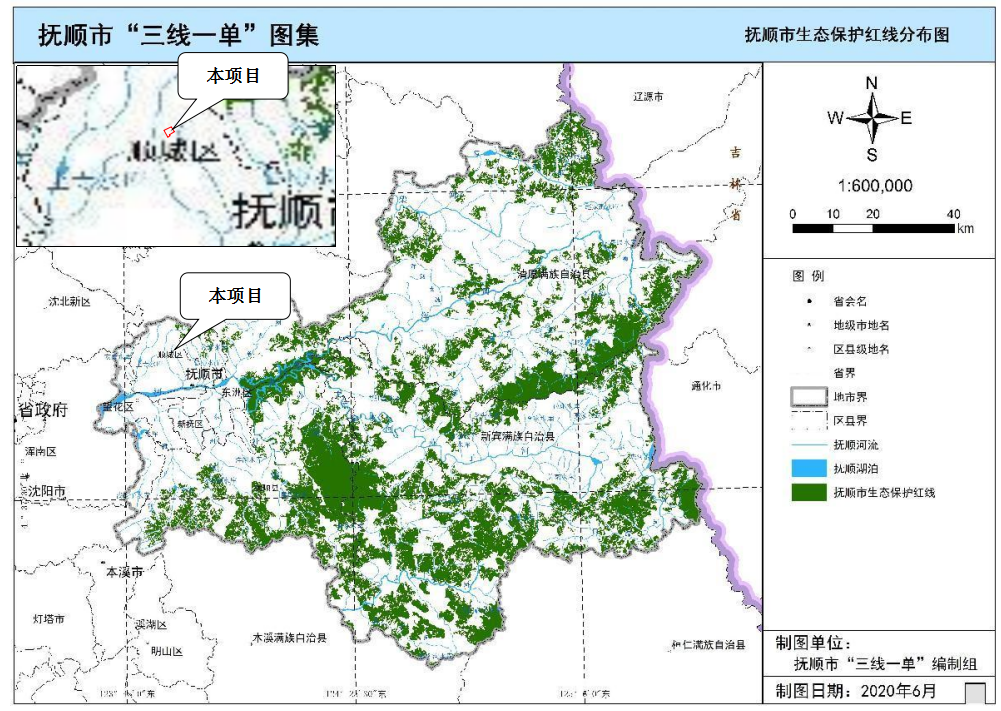 抚顺市“三线一单”图集
抚顺市生态保护红线分布图
本项目
顺城区
抚顺市
本项目
辽源市
吉林省
清原满族自治县
沈北新区
顺城区
抚顺市
东洲区
望花区
新抚区
省政府
浑南区
沈阳市
通化市
新宾满族自治县
本溪市
灯塔市
溪湖区
明山区
本溪满族自治县
桓仁满族自治县
N
W
E
S
1:600,000
0 10 20 40
km
图 例
省会名
地级市地名
区县级地名
省界
地市界
区县界
抚顺河流
抚顺湖泊
抚顺市生态保护红线
制图单位：
抚顺市“三线一单”编制组
制图日期：2020年6月